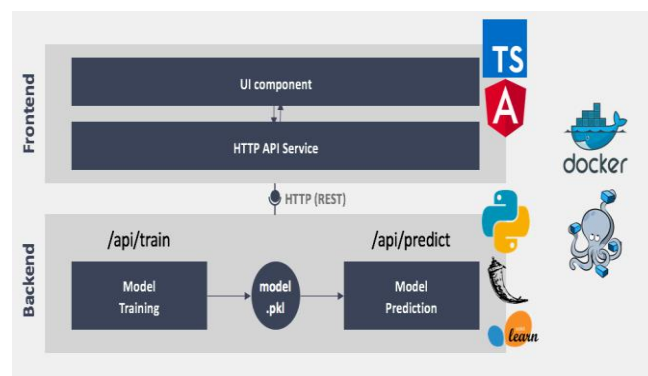 Frontend
UI component
HTTP API Service
TS
A
docker
HTTP (REST)
Backend
/api/train
/api/predict
Model
Training
model
.pkl
Model
Prediction
learn